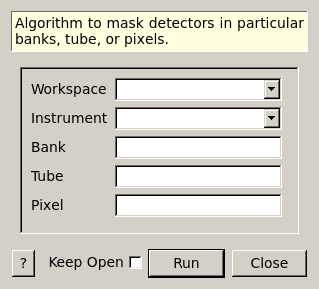 Algorithm to mask detectors in particular
banks, tube, or pixels.
Workspace
Instrument
Bank
Tube
Pixel
? Keep Open Run Close